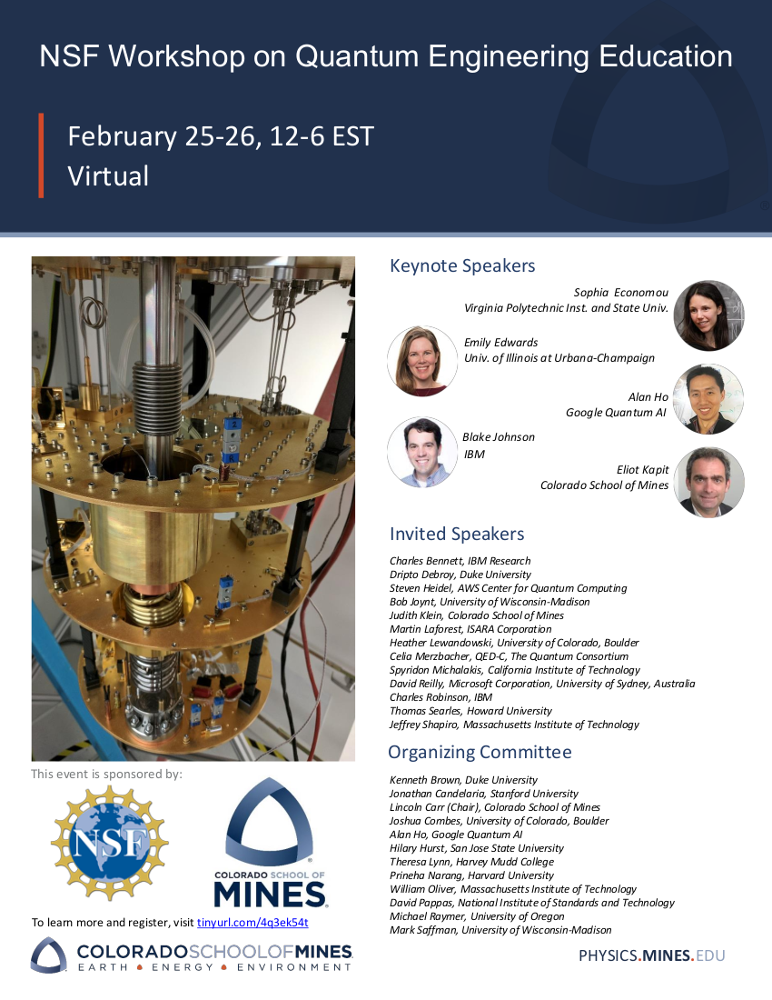 NSF Workshop on Quantum Engineering Education
February 25-26, 12-6 EST
Virtual
Keynote Speakers
Sophia Economou
Virginia Polytechnic Inst. and State Univ.
Emily Edwards
Univ. of Illinois at Urbana-Champaign
Alan Ho
Google Quantum AI
Blake Johnson
IBM
Eliot Kapit
Colorado School of Mines
Invited Speakers
Charles Bennett, IBM Research
Dripto Debroy, Duke University
Steven Heidel, AWS Center for Quantum Computing
Bob Joynt, University of Wisconsin-Madison
Judith Klein, Colorado School of Mines
Martin Laforest, ISARA Corporation
Heather Lewandowski, University of Colorado, Boulder
Celia Merzbacher, QED-C, The Quantum Consortium
Spyridon Michalakis, California Institute of Technology
David Reilly, Microsoft Corporation, University of Sydney, Australia
Charles Robinson, IBM
Thomas Searles, Howard University
Jeffrey Shapiro, Massachusetts Institute of Technology
Organizing Committee
Kenneth Brown, Duke University
Jonathan Candelaria, Stanford University
Lincoln Carr (Chair), Colorado School of Mines
Joshua Combes, University of Colorado, Boulder
Alan Ho, Google Quantum AI
Hilary Hurst, San Jose State University
Theresa Lynn, Harvey Mudd College
Prineha Narang, Harvard University
William Oliver, Massachusetts Institute of Technology
David Pappas, National Institute of Standards and Technology
Michael Raymer, University of Oregon
Mark Saffman, University of Wisconsin-Madison
This event is sponsored by:
NSF
COLORADO SCHOOL OF
MINES®
To learn more and register, visit tinyurl.com/4q3ek54t
COLORADOSCHOOLOFMINES
EARTH • ENERGY • ENVIRONMENT
PHYSICS.MINES.EDU